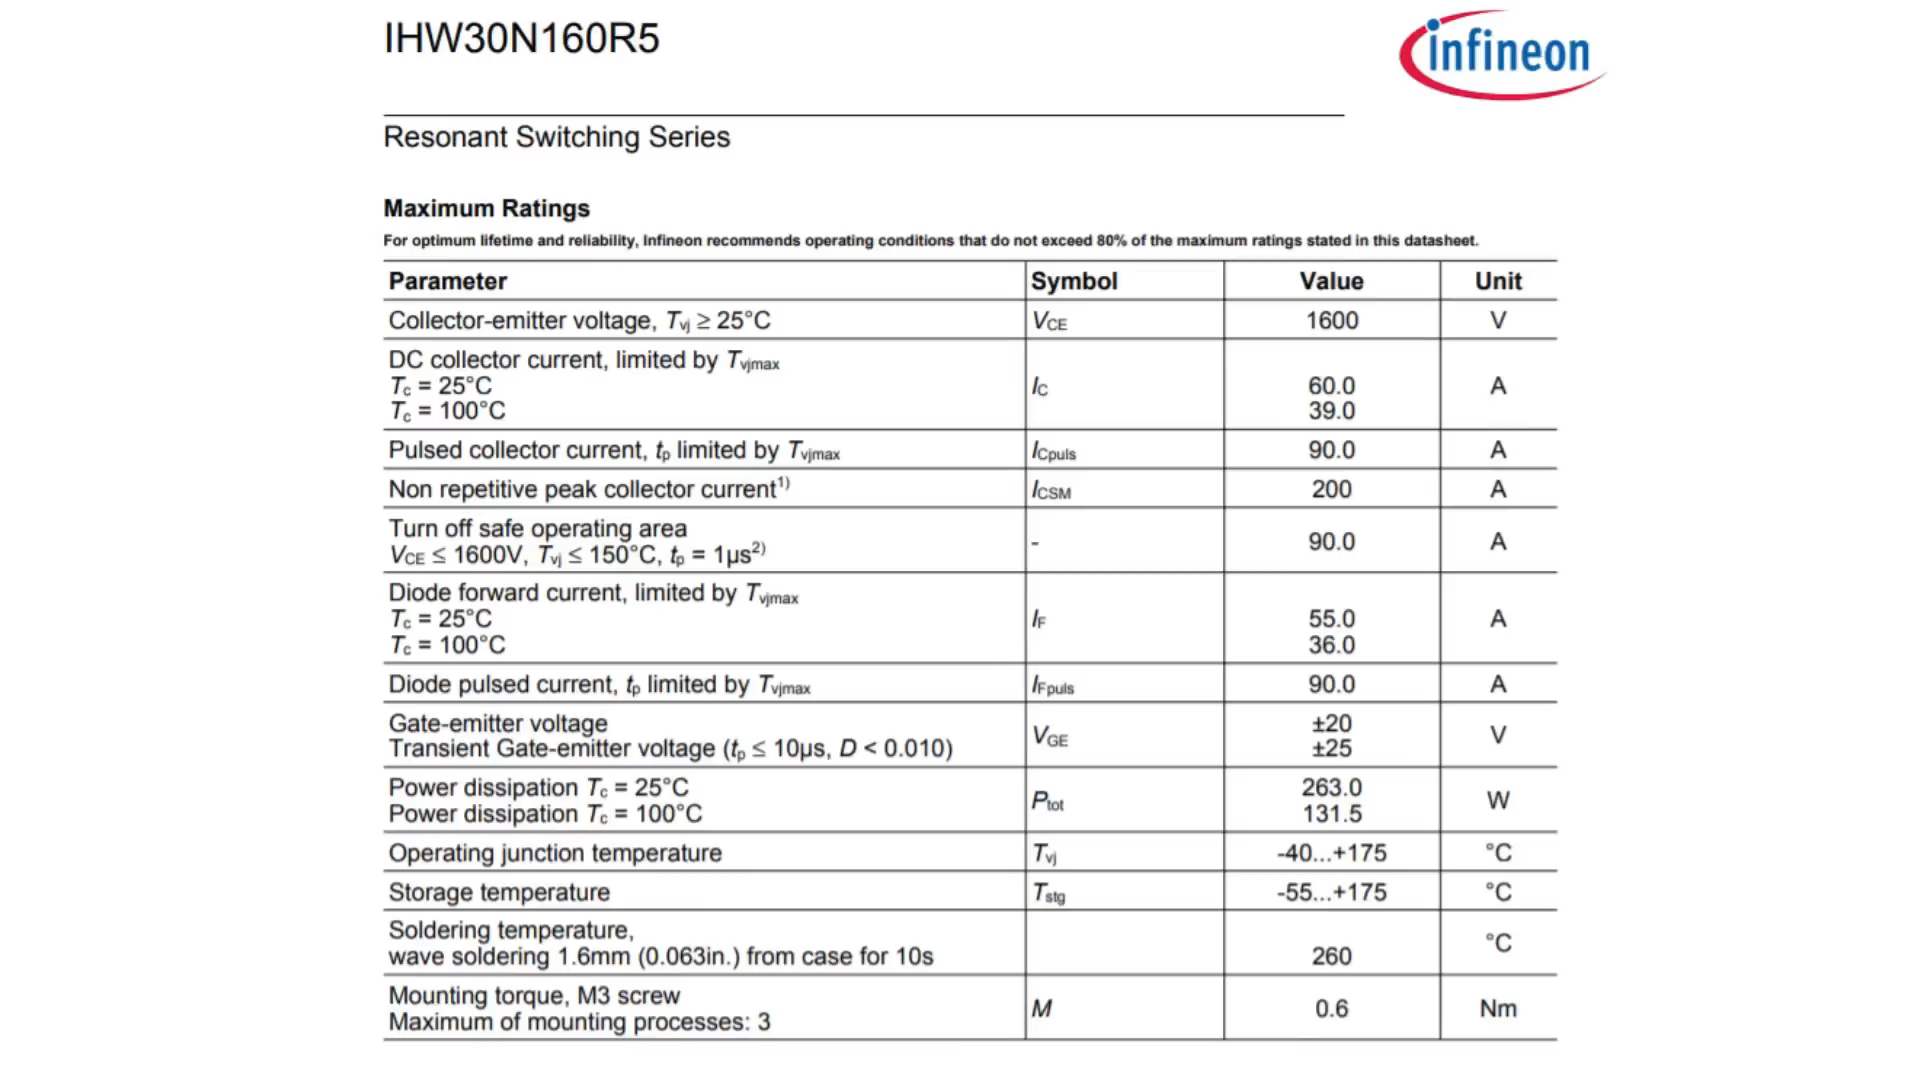 IHW30N160R5
infineon
Resonant Switching Series
Maximum Ratings
For optimum lifetime and reliability, Infineon recommends operating conditions that do not exceed 80% of the maximum ratings stated in this datasheet.
Parameter Symbol Value Unit
Collector-emitter voltage, Tvj ≥ 25°C VCE 1600 V
DC collector current, limited by Tvjmax
Tc = 25°C IC 60.0 A
Tc = 100°C 39.0
Pulsed collector current, tp limited by Tvjmax ICpuls 90.0 A
Non repetitive peak collector current1) ICSM 200 A
Turn off safe operating area
VCE ≤ 1600V, Tvj ≤ 150°C, tp = 1µs2) - 90.0 A
Diode forward current, limited by Tvjmax
Tc = 25°C IF 55.0 A
Tc = 100°C 36.0
Diode pulsed current, tp limited by Tvjmax IFpuls 90.0 A
Gate-emitter voltage VGE ±20 V
Transient Gate-emitter voltage (tp ≤ 10µs, D < 0.010) ±25
Power dissipation Tc = 25°C Ptot 263.0 W
Power dissipation Tc = 100°C 131.5
Operating junction temperature Tvj -40...+175 °C
Storage temperature Tstg -55...+175 °C
Soldering temperature, °C
wave soldering 1.6mm (0.063in.) from case for 10s 260
Mounting torque, M3 screw M 0.6 Nm
Maximum of mounting processes: 3